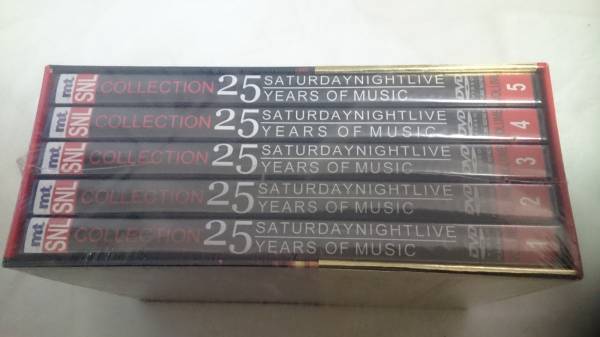 mt SNL COLLECTION 25 SATURDAYNIGHTLIVE
YEARS OF MUSIC DVD 5
mt SNL COLLECTION 25 SATURDAYNIGHTLIVE
YEARS OF MUSIC DVD VOLUME 4
mt SNL COLLECTION 25 SATURDAYNIGHTLIVE
YEARS OF MUSIC DVD 3
mt SNL COLLECTION 25 SATURDAYNIGHTLIVE
YEARS OF MUSIC DVD 2
mt SNL COLLECTION 25 SATURDAYNIGHTLIVE
YEARS OF MUSIC DVD 1